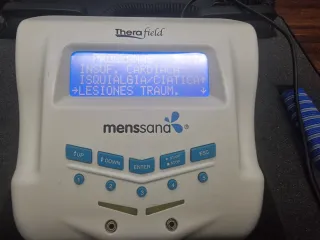 Therafield
INSUF. CARDIACA
ISQUIALGIA/CIATICA
→LESIONES TRAUM. ↓
menssana
↑UP
↓DOWN
ENTER
ESC
1
2
3
4
5